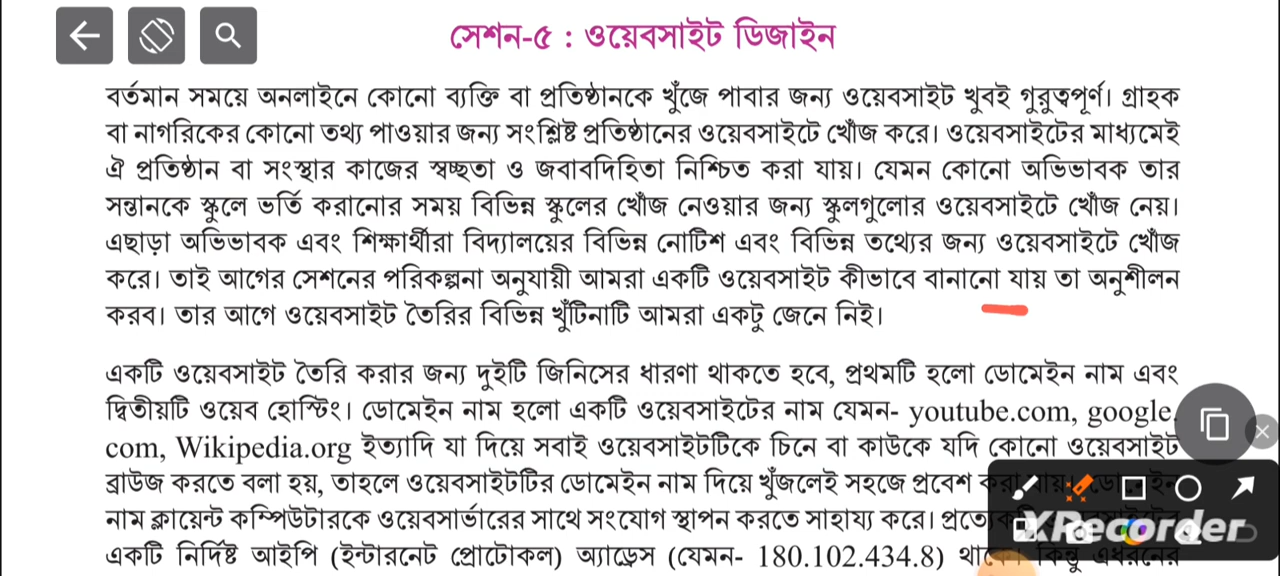 সেশন-৫ : ওয়েবসাইট ডিজাইন
বর্তমান সময়ে অনলাইনে কোনো ব্যক্তি বা প্রতিষ্ঠানকে খুঁজে পাবার জন্য ওয়েবসাইট খুবই গুরুত্বপূর্ণ। গ্রাহক
বা নাগরিকের কোনো তথ্য পাওয়ার জন্য সংশ্লিষ্ট প্রতিষ্ঠানের ওয়েবসাইটে খোঁজ করে। ওয়েবসাইটের মাধ্যমেই
ঐ প্রতিষ্ঠান বা সংস্থার কাজের স্বচ্ছতা ও জবাবদিহিতা নিশ্চিত করা যায়। যেমন কোনো অভিভাবক তার
সন্তানকে স্কুলে ভর্তি করানোর সময় বিভিন্ন স্কুলের খোঁজ নেওয়ার জন্য স্কুলগুলোর ওয়েবসাইটে খোঁজ নেয়।
এছাড়া অভিভাবক এবং শিক্ষার্থীরা বিদ্যালয়ের বিভিন্ন নোটিশ এবং বিভিন্ন তথ্যের জন্য ওয়েবসাইটে খোঁজ
করে। তাই আগের সেশনের পরিকল্পনা অনুযায়ী আমরা একটি ওয়েবসাইট কীভাবে বানানো যায় তা অনুশীলন
করব। তার আগে ওয়েবসাইট তৈরির বিভিন্ন খুঁটিনাটি আমরা একটু জেনে নিই।
একটি ওয়েবসাইট তৈরি করার জন্য দুইটি জিনিসের ধারণা থাকতে হবে, প্রথমটি হলো ডোমেইন নাম এবং
দ্বিতীয়টি ওয়েব হোস্টিং। ডোমেইন নাম হলো একটি ওয়েবসাইটের নাম যেমন- youtube.com, google.
com, Wikipedia.org ইত্যাদি যা দিয়ে সবাই ওয়েবসাইটটিকে চিনে বা কাউকে যদি কোনো ওয়েবসাইট
ব্রাউজ করতে বলা হয়, তাহলে ওয়েবসাইটটির ডোমেইন নাম দিয়ে খুঁজলেই সহজে প্রবেশ
নাম ক্লায়েন্ট কম্পিউটারকে ওয়েবসার্ভারের সাথে সংযোগ স্থাপন করতে সাহায্য করে।
একটি নির্দিষ্ট আইপি (ইন্টারনেট প্রোটোকল) অ্যাড্রেস (যেমন- 180.102.434.8)
XRecorder